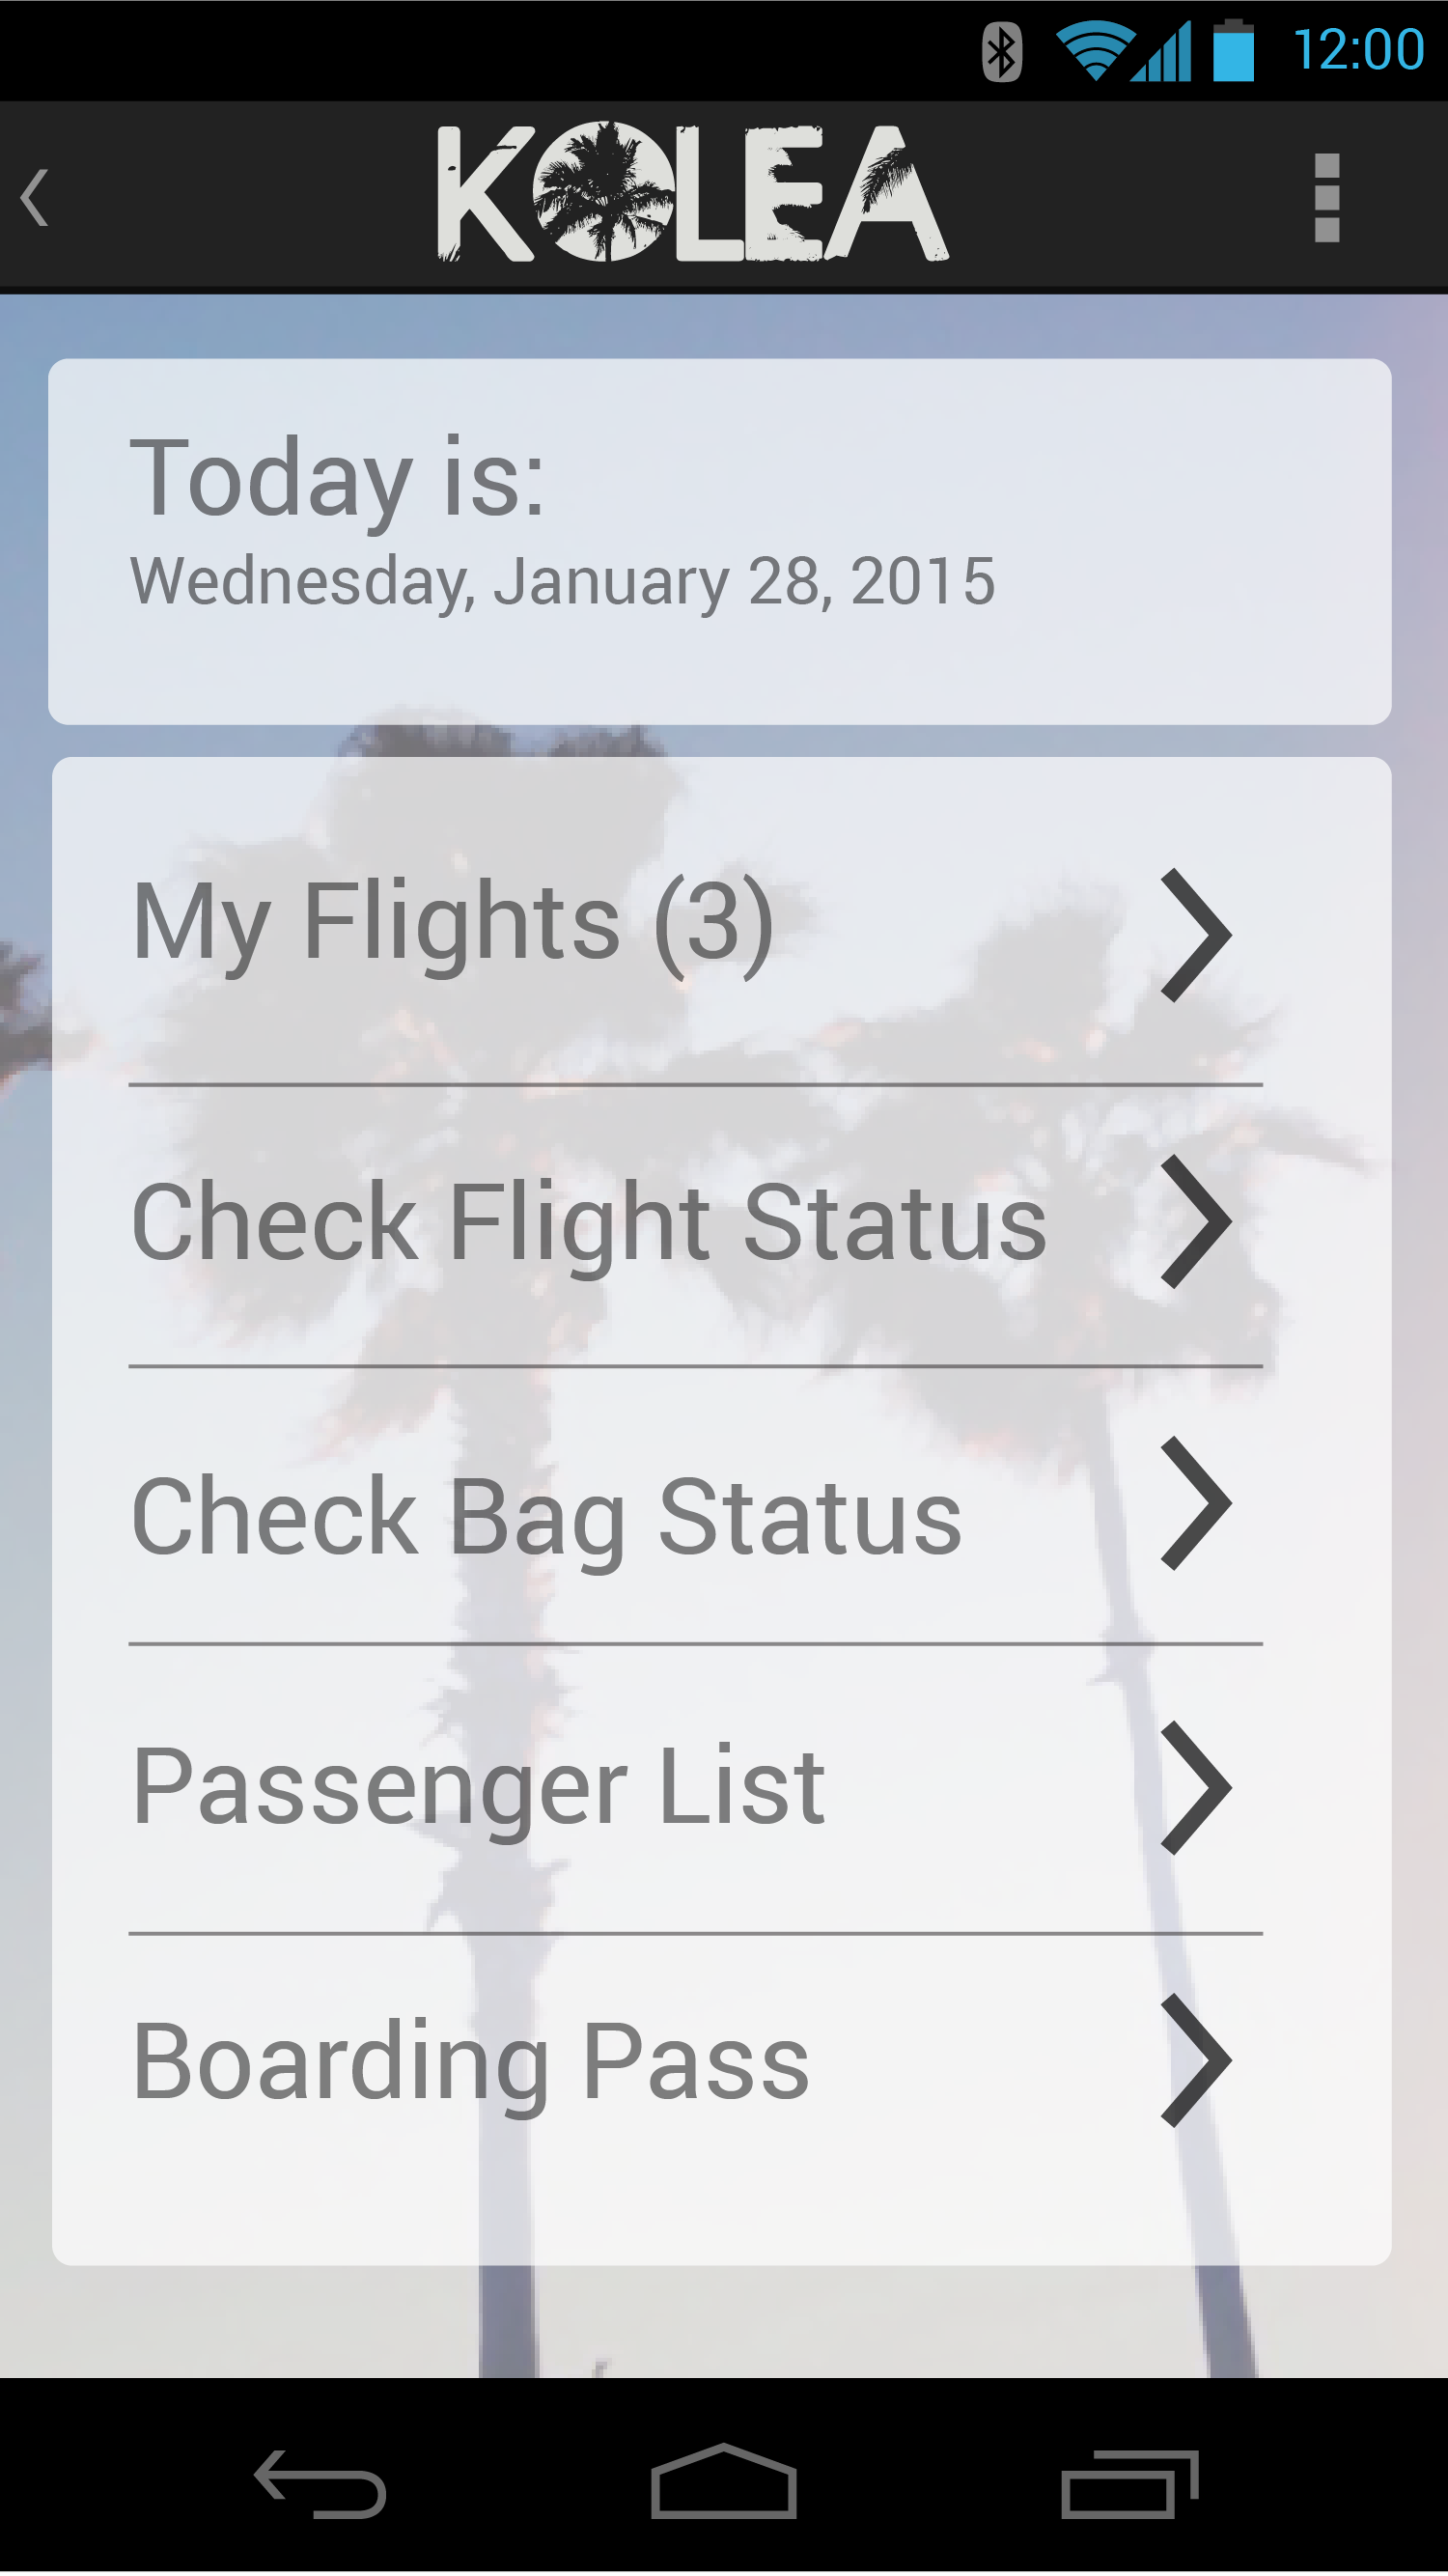 12:00
KOLEA
Today is:
Wednesday, January 28, 2015
My Flights (3)
Check Flight Status
Check Bag Status
Passenger List
Boarding Pass